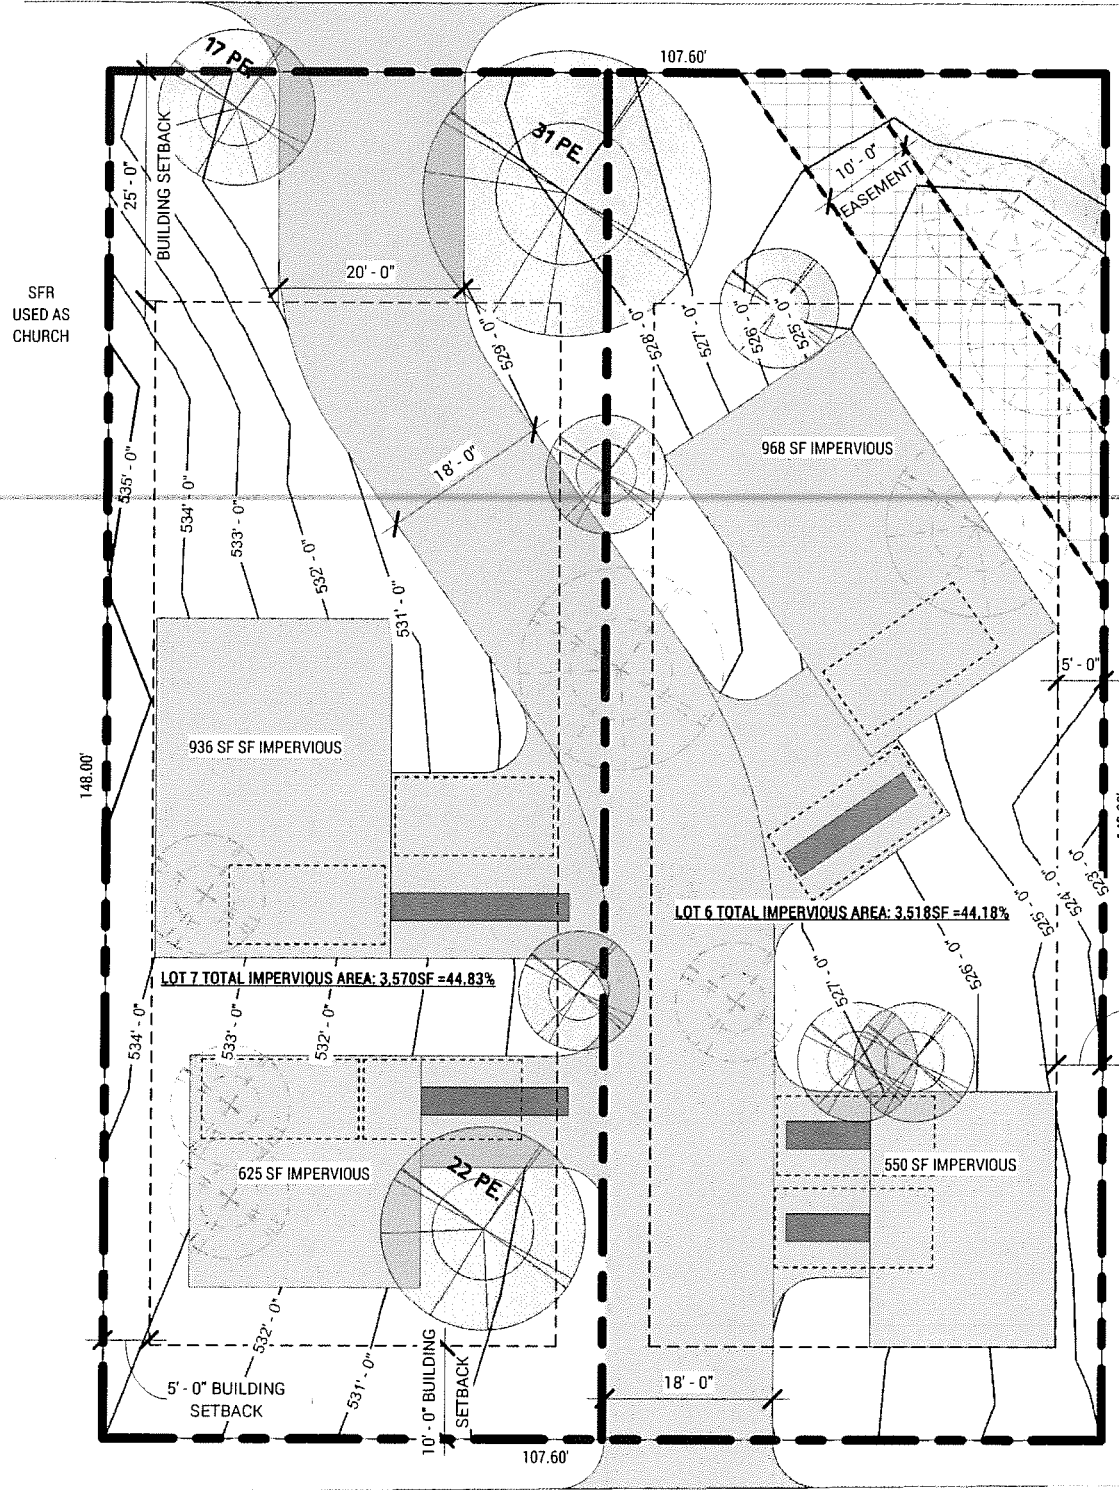 107.60'
17 PE.
31 PE.
25' - 0"
BUILDING SETBACK
10' - 0"
EASEMENT
20' - 0"
SFR
USED AS
CHURCH
529' - 0"
528' - 0"
527' - 0"
526' - 0"
525' - 0"
18' - 0"
968 SF IMPERVIOUS
535' - 0"
534' - 0"
533' - 0"
532' - 0"
531' - 0"
5' - 0"
936 SF SF IMPERVIOUS
148.00'
523' - 0"
524' - 0"
525' - 0"
526' - 0"
527' - 0"
LOT 6 TOTAL IMPERVIOUS AREA: 3,518SF =44.18%
LOT 7 TOTAL IMPERVIOUS AREA: 3,570SF =44.83%
534' - 0"
533' - 0"
532' - 0"
22 PE.
625 SF IMPERVIOUS
550 SF IMPERVIOUS
532' - 0"
531' - 0"
5' - 0" BUILDING
SETBACK
10' - 0" BUILDING
SETBACK
18' - 0"
107.60'